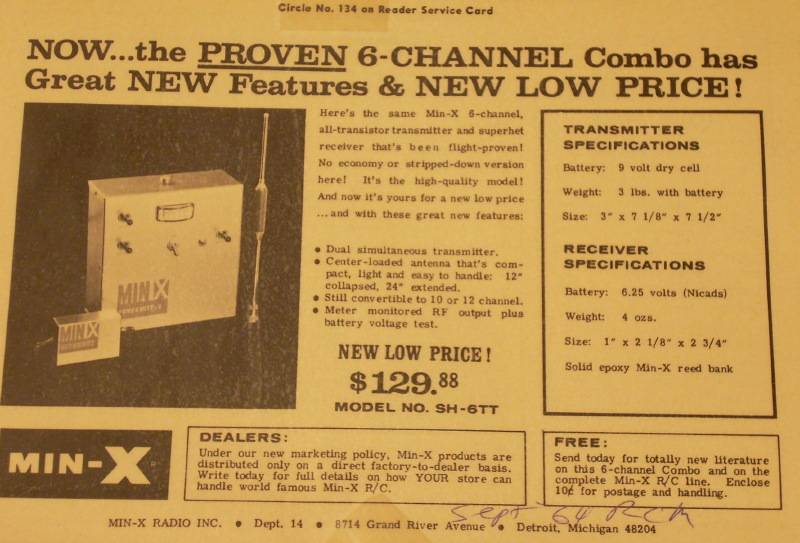 Circle No. 134 on Reader Service Card
NOW...the PROVEN 6-CHANNEL Combo has
Great NEW Features & NEW LOW PRICE!
Here's the same Min-X 6-channel,
all-transistor transmitter and superhet
receiver that's been flight-proven!
No economy or stripped-down version
here! It's the high-quality model!
And now it's yours for a new low price
...and with these great new features:
• Dual simultaneous transmitter.
• Center-loaded antenna that's com-
pact, light and easy to handle: 12"
collapsed, 24" extended.
• Still convertible to 10 or 12 channel.
• Meter monitored RF output plus
battery voltage test.
NEW LOW PRICE!
$129.88
MODEL NO. SH-6TT
TRANSMITTER
SPECIFICATIONS
Battery: 9 volt dry cell
Weight: 3 lbs. with battery
Size: 3" x 7 1/8" x 7 1/2"
RECEIVER
SPECIFICATIONS
Battery: 6.25 volts (Nicads)
Weight: 4 ozs.
Size: 1" x 2 1/8" x 2 3/4"
Solid epoxy Min-X reed bank
MINX
MINX
MIN-X
DEALERS:
Under our new marketing policy, Min-X products are
distributed only on a direct factory-to-dealer basis.
Write today for full details on how YOUR store can
handle world famous Min-X R/C.
FREE:
Send today for totally new literature
on this 6-channel Combo and on the
complete Min-X R/C line. Enclose
10¢ for postage and handling.
Sept 64 RCM
MIN-X RADIO INC. • Dept. 14 • 8714 Grand River Avenue • Detroit, Michigan 48204